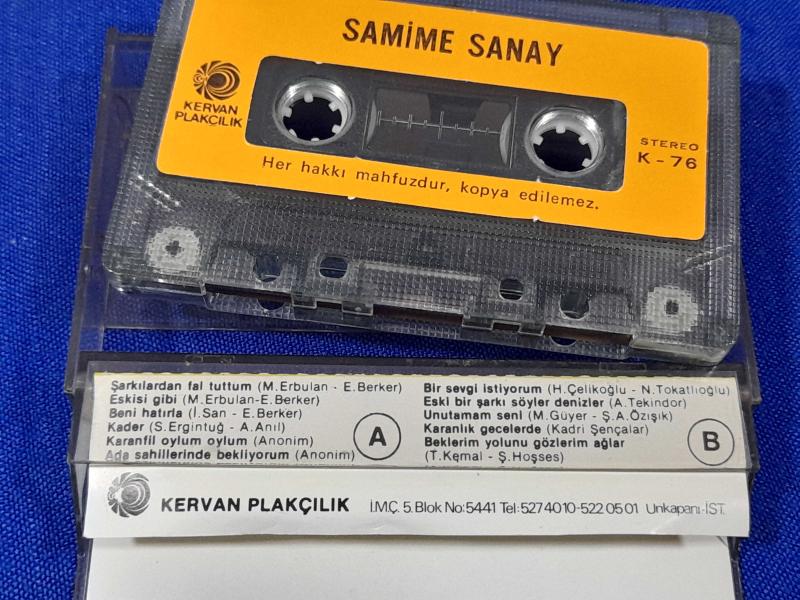 SAMİME SANAY
KERVAN
PLAKÇILIK
STEREO
K-76
Her hakkı mahfuzdur, kopya edilemez.
Şarkılardan fal tuttum (M.Erbulan - E.Berker)
Eskisi gibi (M.Erbulan-E.Berker)
Beni hatırla (İ.San - E.Berker)
Kader (S.Ergintuğ - A.Anıl)
Karanfil oylum oylum (Anonim)
Ada sahillerinde bekliyorum (Anonim)
A
Bir sevgi istiyorum (H.Çelikoğlu - N.Tokatlıoğlu)
Eski bir şarkı söyler denizler (A.Tekindor)
Unutamam seni (M.Güyer - Ş.A.Özışık)
Karanlık gecelerde (Kadri Şençalar)
Beklerim yolunu gözlerim ağlar
(T.Kemal - Ş.Hoşses)
B
KERVAN PLAKÇILIK İ.M.Ç. 5. Blok No:5441 Tel:527 40 10-522 05 01 Unkapanı-İST.